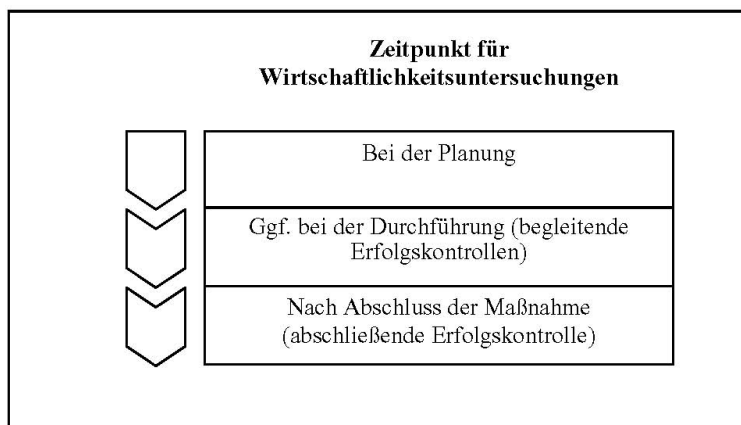 Zeitpunkt für
Wirtschaftlichkeitsuntersuchungen
Bei der Planung
Ggf. bei der Durchführung (begleitende
Erfolgskontrollen)
Nach Abschluss der Maßnahme
(abschließende Erfolgskontrolle)